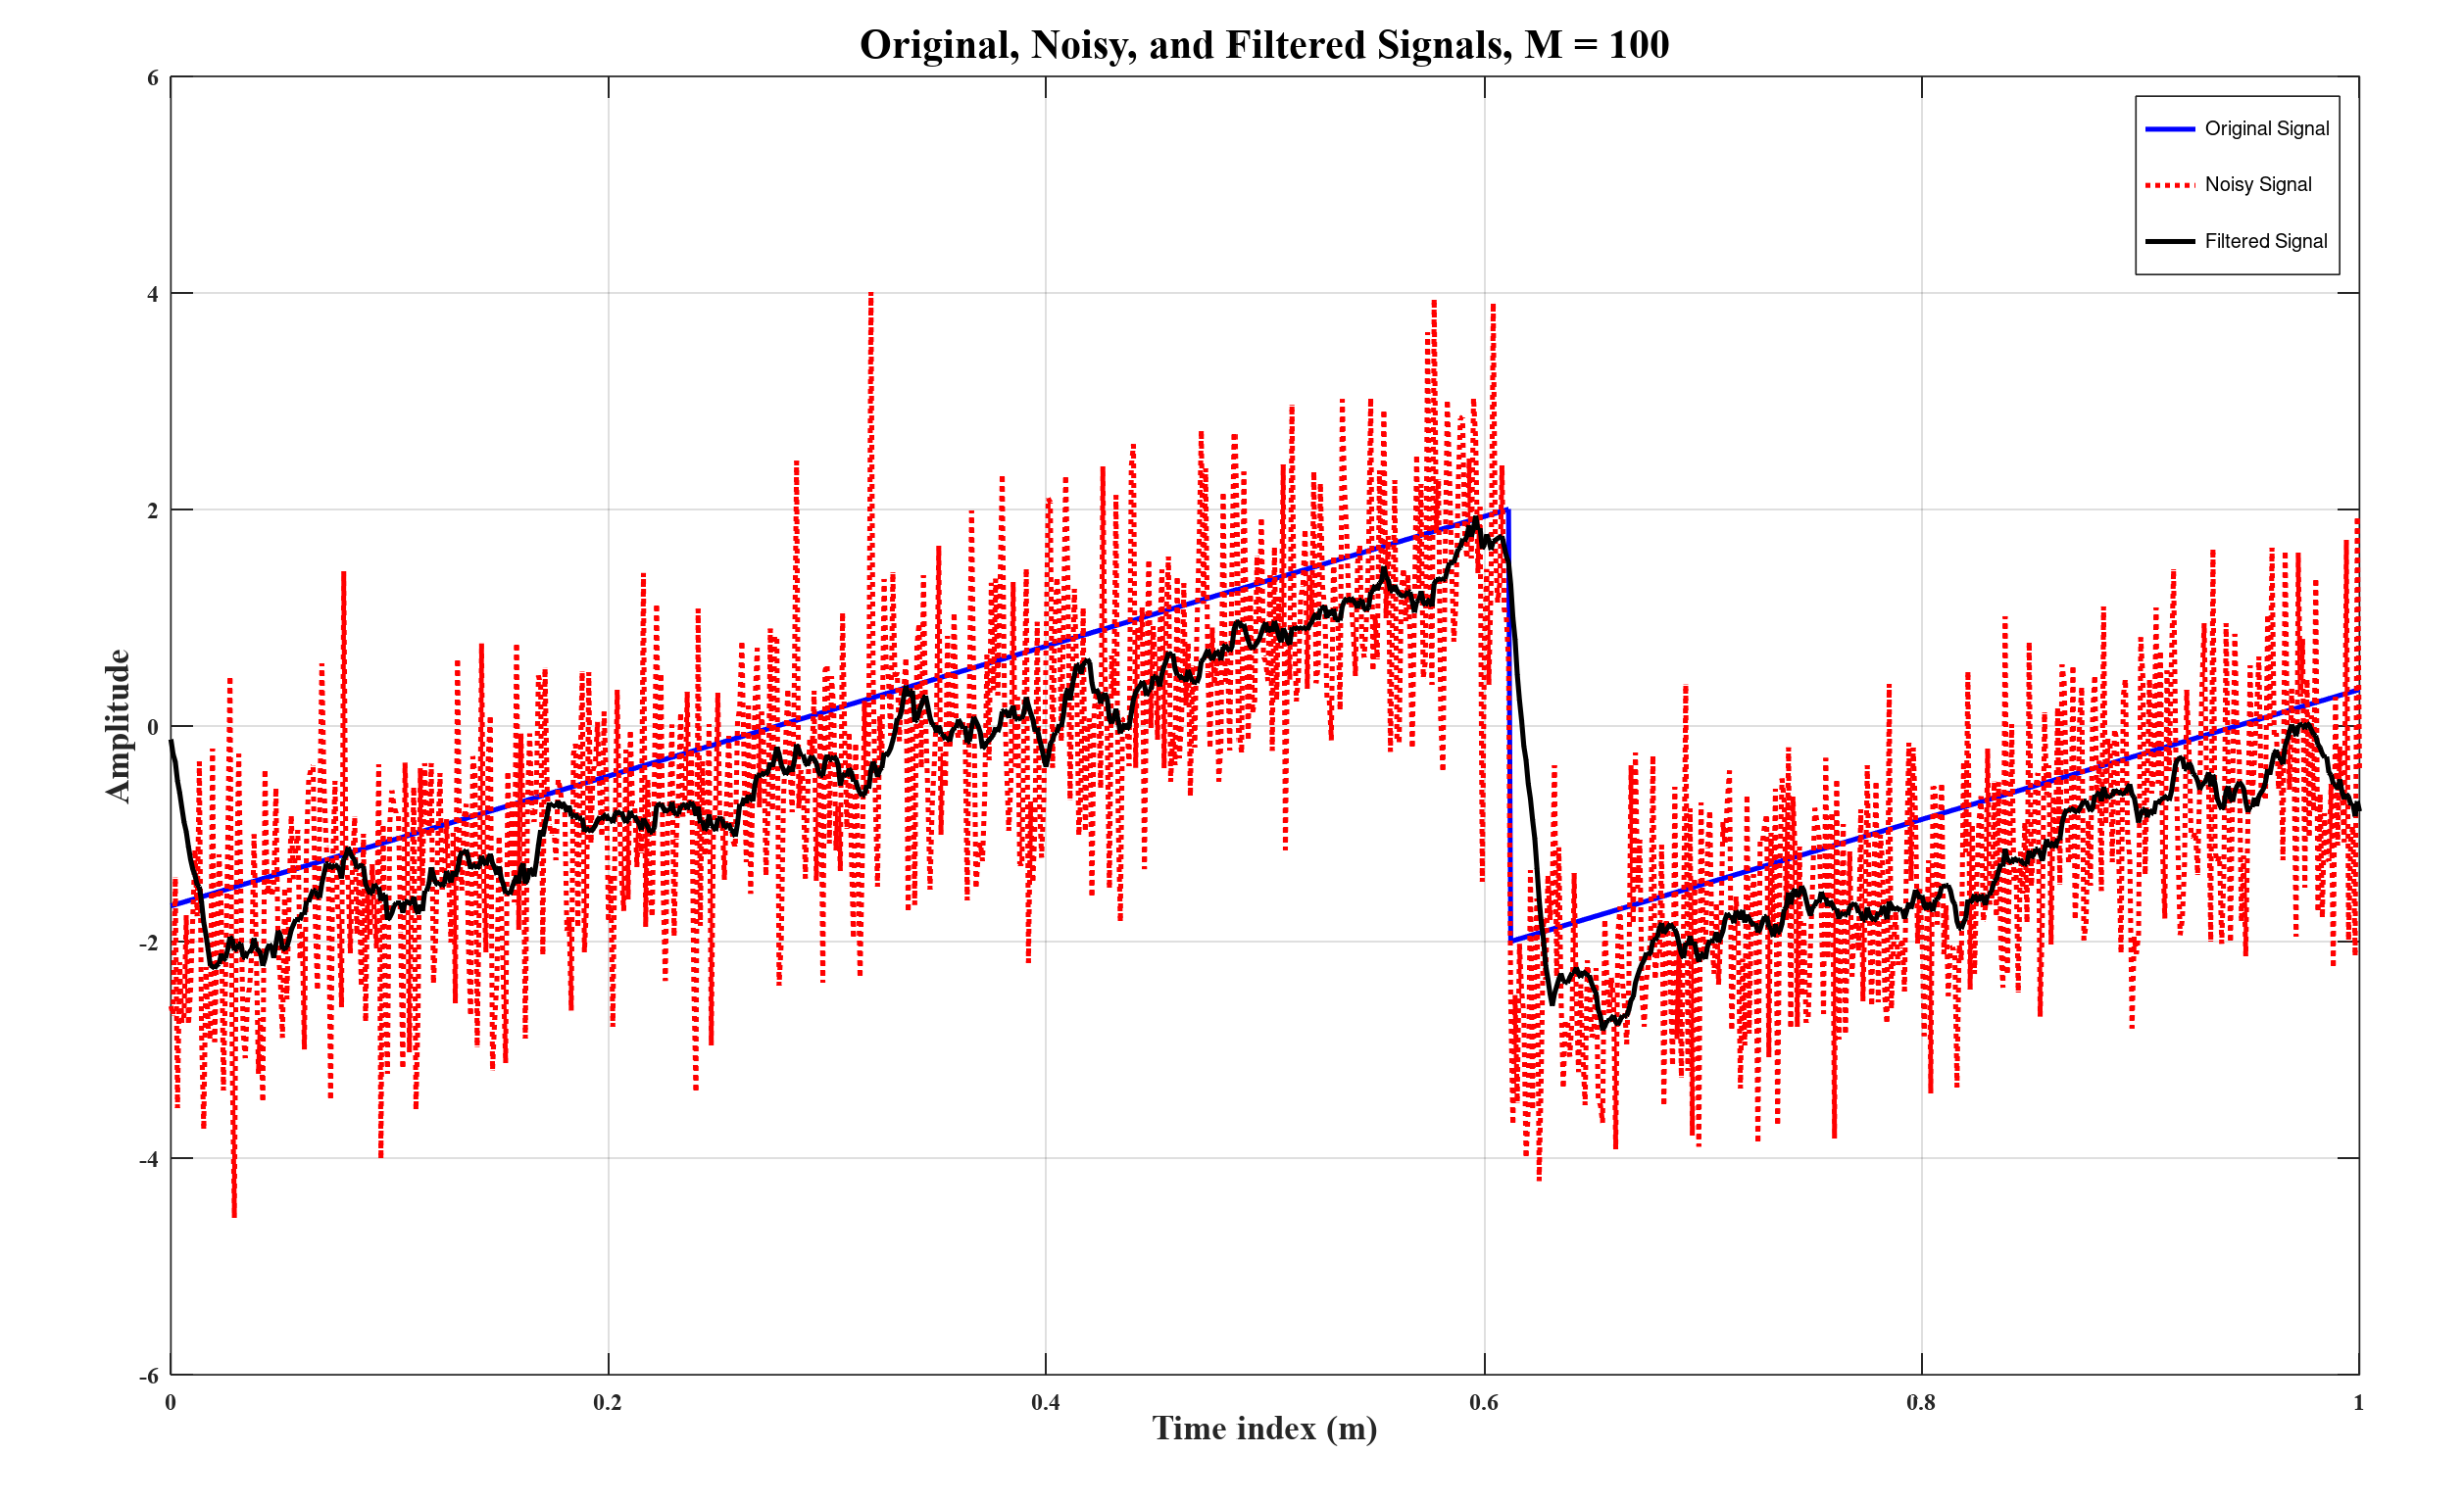 Original, Noisy, and Filtered Signals, M = 100
6
4
2
0
-2
-4
-6
Amplitude
Original Signal
Noisy Signal
Filtered Signal
0 0.2 0.4 0.6 0.8 1
Time index (m)